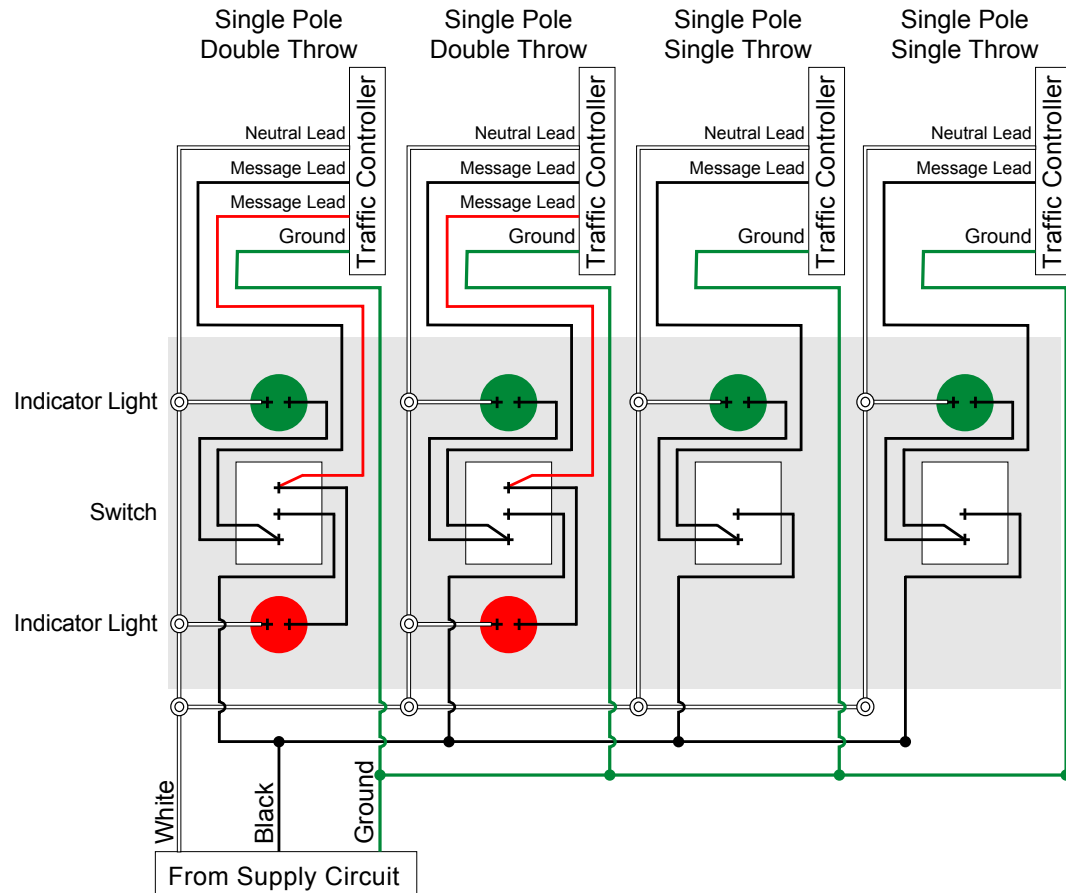 Single Pole
Double Throw
Single Pole
Double Throw
Single Pole
Single Throw
Single Pole
Single Throw
Neutral Lead
Message Lead
Message Lead
Ground
Traffic Controller
Neutral Lead
Message Lead
Message Lead
Ground
Traffic Controller
Neutral Lead
Message Lead
Ground
Traffic Controller
Neutral Lead
Message Lead
Ground
Traffic Controller
Indicator Light
Switch
Indicator Light
White
Black
Ground
From Supply Circuit